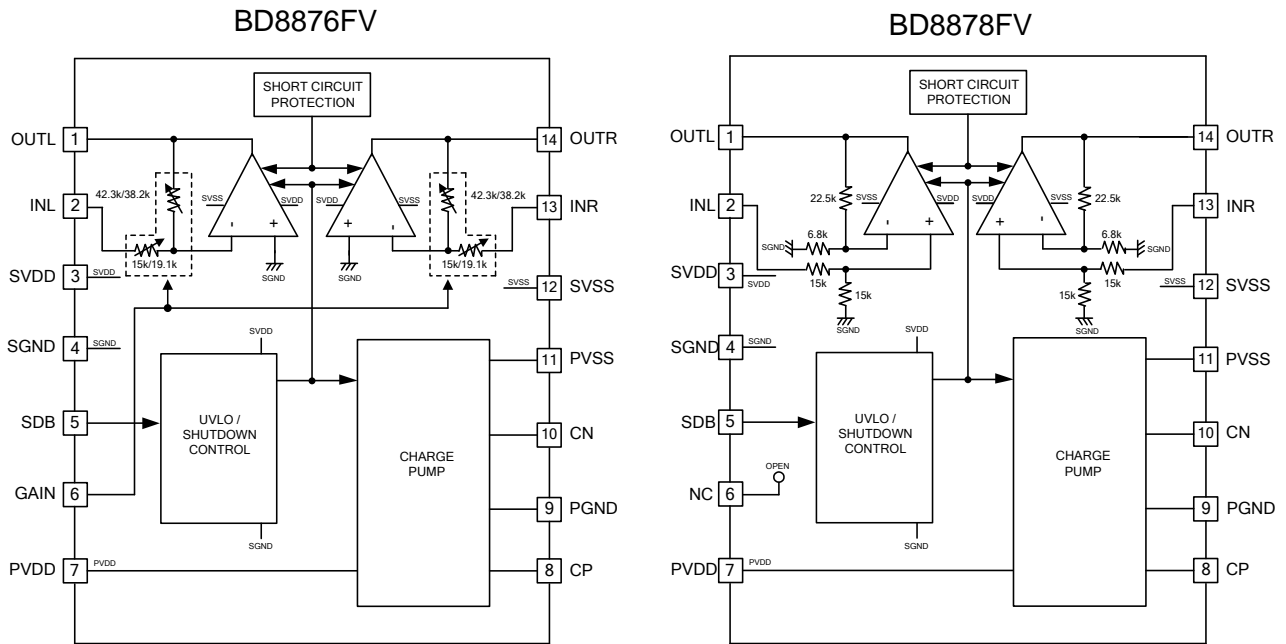 BD8876FV
SHORT CIRCUIT
PROTECTION
OUTL
1
14
OUTR
42.3k/38.2k
SVSS
SVDD
SVDD
SVSS
42.3k/38.2k
INL
2
13
INR
-
+
+
-
15k/19.1k
SGND
SGND
15k/19.1k
SVDD
3
SVDD
SVSS
12
SVSS
SGND
4
SGND
SVDD
11
PVSS
SDB
5
UVLO /
SHUTDOWN
CONTROL
10
CN
CHARGE
PUMP
GAIN
6
9
PGND
SGND
PVDD
7
PVDD
8
CP
BD8878FV
SHORT CIRCUIT
PROTECTION
OUTL
1
14
OUTR
22.5k
SVSS
SVDD
SVDD
SVSS
22.5k
INL
2
13
INR
-
+
+
-
6.8k
6.8k
SGND
SGND
15k
15k
SVDD
3
SVDD
15k
15k
SVSS
12
SVSS
SGND
SGND
SGND
4
SGND
SVDD
11
PVSS
SDB
5
UVLO /
SHUTDOWN
CONTROL
10
CN
CHARGE
PUMP
OPEN
NC
6
9
PGND
SGND
PVDD
7
PVDD
8
CP